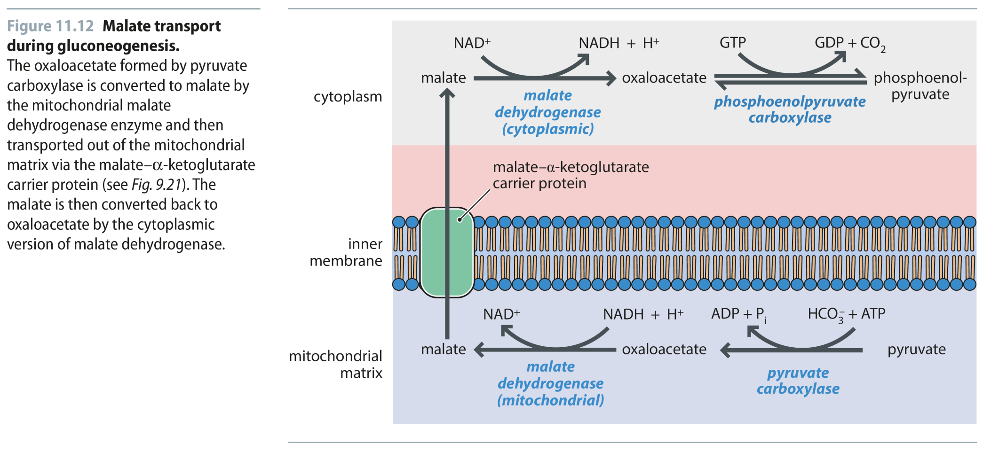 Figure 11.12 Malate transport
during gluconeogenesis.
The oxaloacetate formed by pyruvate
carboxylase is converted to malate by
the mitochondrial malate
dehydrogenase enzyme and then
transported out of the mitochondrial
matrix via the malate–α-ketoglutarate
carrier protein (see Fig. 9.21). The
malate is then converted back to
oxaloacetate by the cytoplasmic
version of malate dehydrogenase.
NAD⁺
NADH + H⁺
GTP
GDP + CO₂
malate
oxaloacetate
phosphoenol-
pyruvate
cytoplasm
malate
dehydrogenase
(cytoplasmic)
phosphoenolpyruvate
carboxylase
malate–α-ketoglutarate
carrier protein
inner
membrane
NAD⁺
NADH + H⁺
ADP + Pᵢ
HCO₃⁻ + ATP
malate
oxaloacetate
pyruvate
mitochondrial
matrix
malate
dehydrogenase
(mitochondrial)
pyruvate
carboxylase